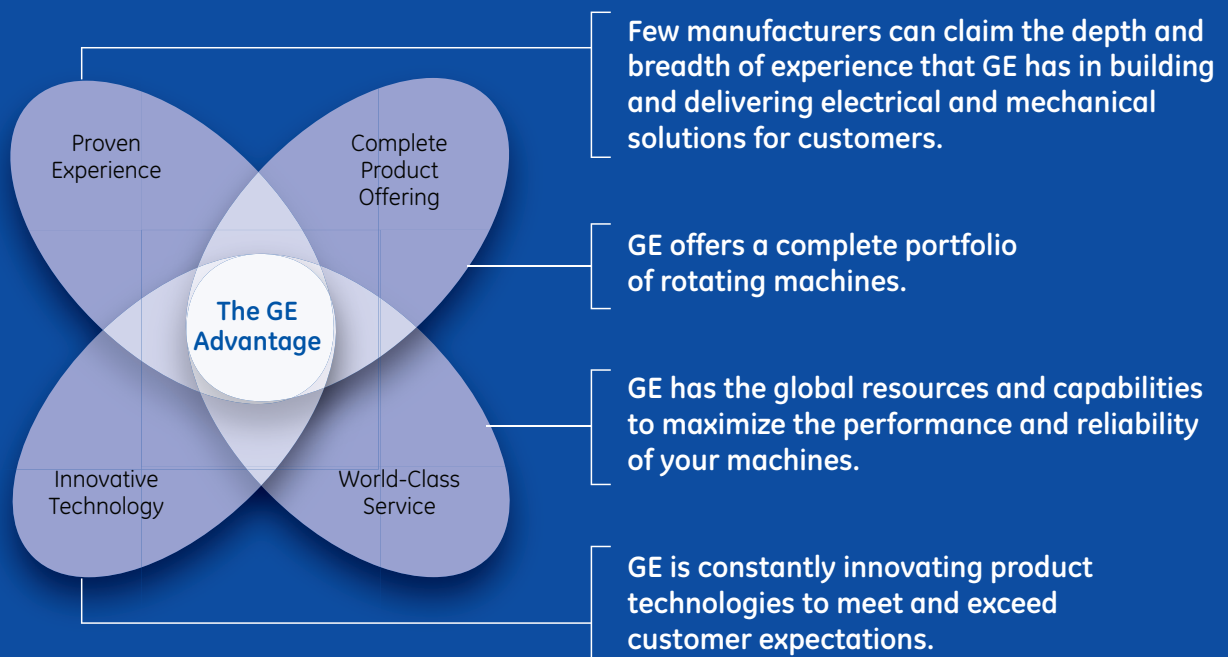 Proven
Experience
Complete
Product
Offering
The GE
Advantage
Innovative
Technology
World-Class
Service
Few manufacturers can claim the depth and
breadth of experience that GE has in building
and delivering electrical and mechanical
solutions for customers.
GE offers a complete portfolio
of rotating machines.
GE has the global resources and capabilities
to maximize the performance and reliability
of your machines.
GE is constantly innovating product
technologies to meet and exceed
customer expectations.